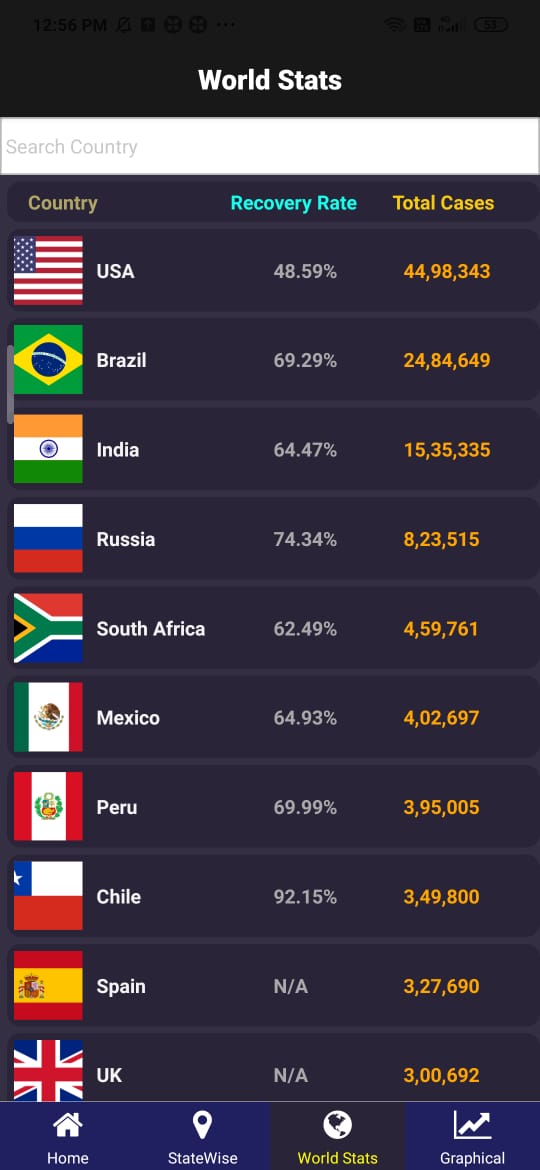 12:56 PM
53
World Stats
Search Country
Country Recovery Rate Total Cases
USA 48.59% 44,98,343
Brazil 69.29% 24,84,649
India 64.47% 15,35,335
Russia 74.34% 8,23,515
South Africa 62.49% 4,59,761
Mexico 64.93% 4,02,697
Peru 69.99% 3,95,005
Chile 92.15% 3,49,800
Spain N/A 3,27,690
UK N/A 3,00,692
Home StateWise World Stats Graphical